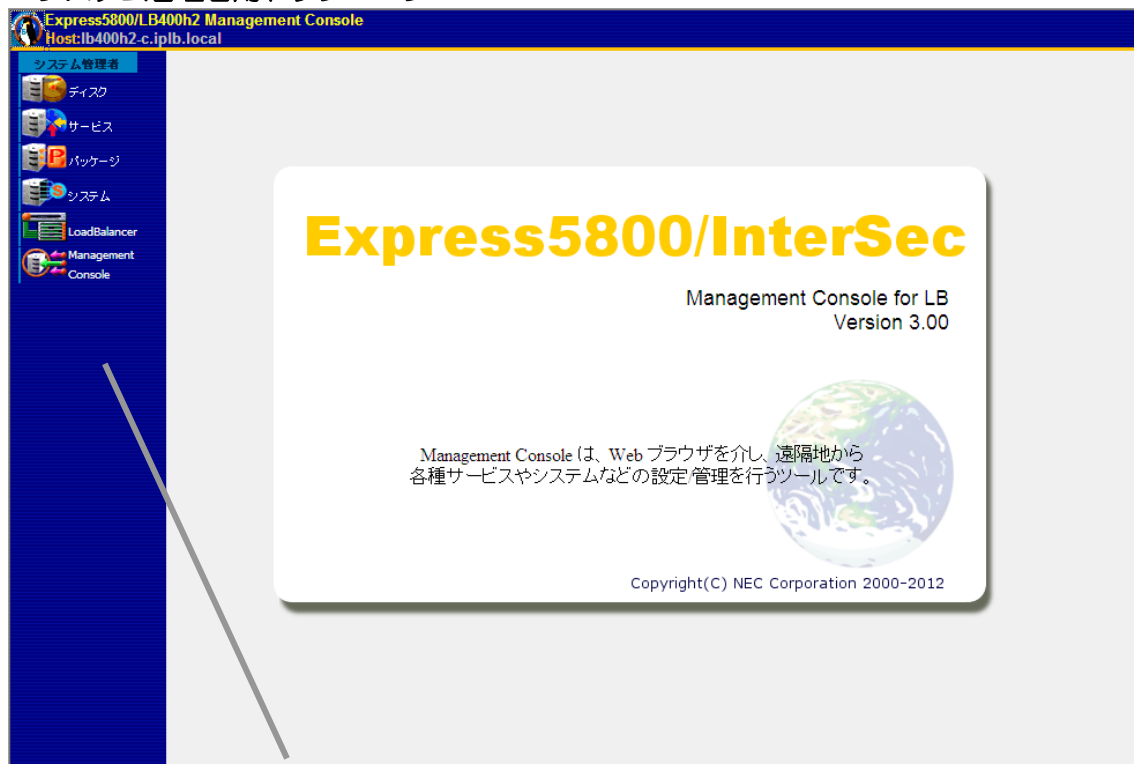 Express5800/LB400h2 Management Console
Host:lb400h2-c.iplb.local
システム管理者
ディスク
サービス
パッケージ
システム
LoadBalancer
Management
Console
Express5800/InterSec
Management Console for LB
Version 3.00
Management Console は、Web ブラウザを介し、遠隔地から
各種サービスやシステムなどの設定/管理を行うツールです。
Copyright(C) NEC Corporation 2000-2012